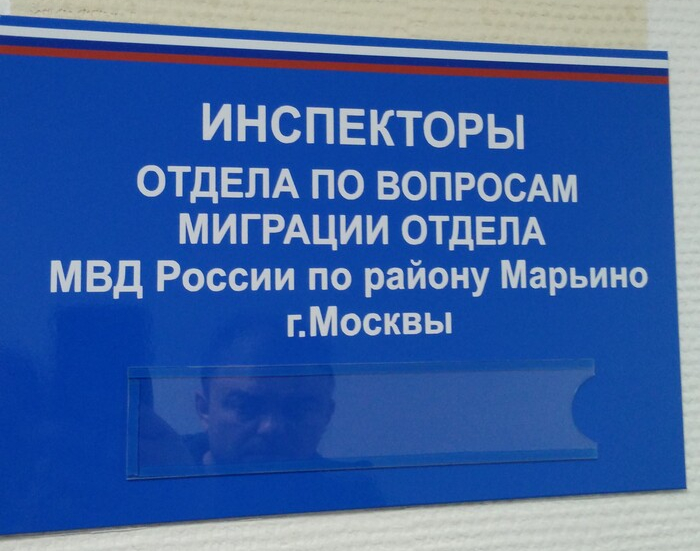 ИНСПЕКТОРЫ
ОТДЕЛА ПО ВОПРОСАМ
МИГРАЦИИ ОТДЕЛА
МВД России по району Марьино
г.Москвы